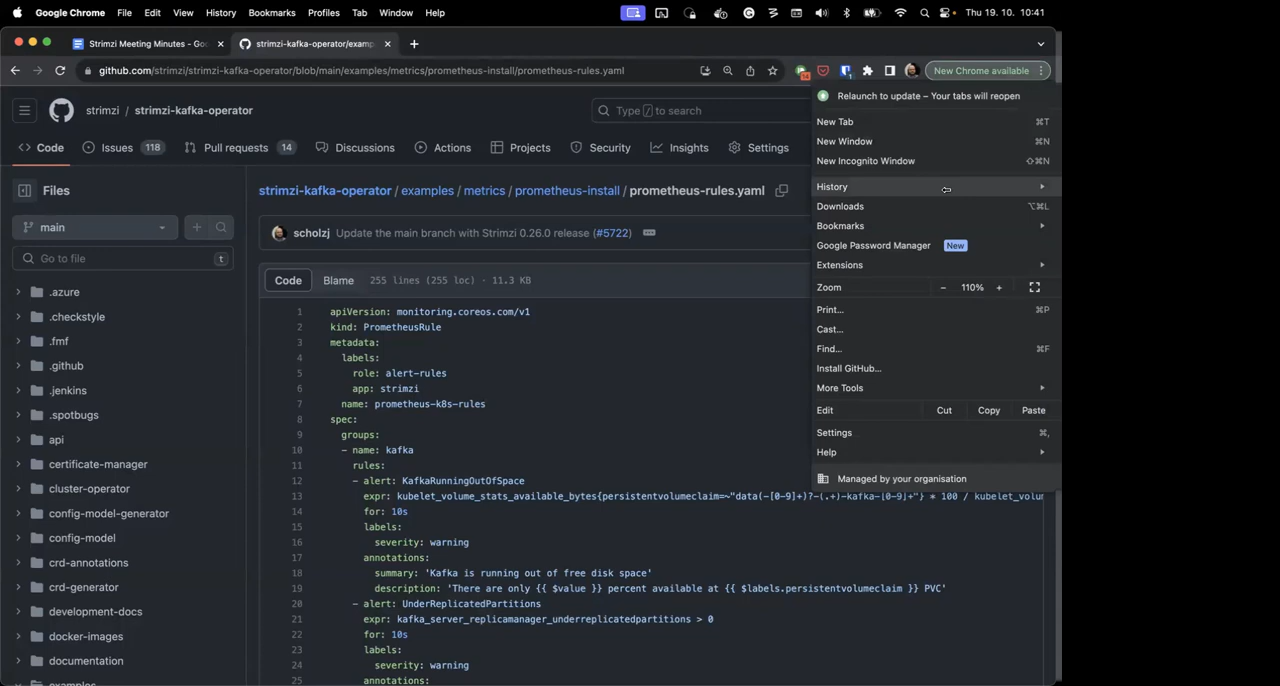 Google Chrome File Edit View History Bookmarks Profiles Tab Window Help Thu 19. 10. 10:41
Strimzi Meeting Minutes - Goo
strimzi-kafka-operator/examp
github.com/strimzi/strimzi-kafka-operator/blob/main/examples/metrics/prometheus-install/prometheus-rules.yaml
New Chrome available
strimzi / strimzi-kafka-operator
Type / to search
Code Issues 118 Pull requests 14 Discussions Actions Projects Security Insights Settings
Files
main
Go to file t
.azure
.checkstyle
.fmf
.github
.jenkins
.spotbugs
api
certificate-manager
cluster-operator
config-model-generator
config-model
crd-annotations
crd-generator
development-docs
docker-images
documentation
examples
strimzi-kafka-operator / examples / metrics / prometheus-install / prometheus-rules.yaml
scholzj Update the main branch with Strimzi 0.26.0 release (#5722)
Code Blame 255 lines (255 loc) · 11.3 KB
1 apiVersion: monitoring.coreos.com/v1
2 kind: PrometheusRule
3 metadata:
4 labels:
5 role: alert-rules
6 app: strimzi
7 name: prometheus-k8s-rules
8 spec:
9 groups:
10 - name: kafka
11 rules:
12 - alert: KafkaRunningOutOfSpace
13 expr: kubelet_volume_stats_available_bytes{persistentvolumeclaim=~"data(-[0-9]+)?-(.+)-kafka-[0-9]+"} * 100 / kubelet_volum
14 for: 10s
15 labels:
16 severity: warning
17 annotations:
18 summary: 'Kafka is running out of free disk space'
19 description: 'There are only {{ $value }} percent available at {{ $labels.persistentvolumeclaim }} PVC'
20 - alert: UnderReplicatedPartitions
21 expr: kafka_server_replicamanager_underreplicatedpartitions > 0
22 for: 10s
23 labels:
24 severity: warning
25 annotations:
Relaunch to update – Your tabs will reopen
New Tab ⌘T
New Window ⌘N
New Incognito Window ⇧⌘N
History
Downloads ⌥⌘L
Bookmarks
Google Password Manager New
Extensions
Zoom − 110% +
Print... ⌘P
Cast...
Find... ⌘F
Install GitHub...
More Tools
Edit Cut Copy Paste
Settings ⌘,
Help
Managed by your organisation